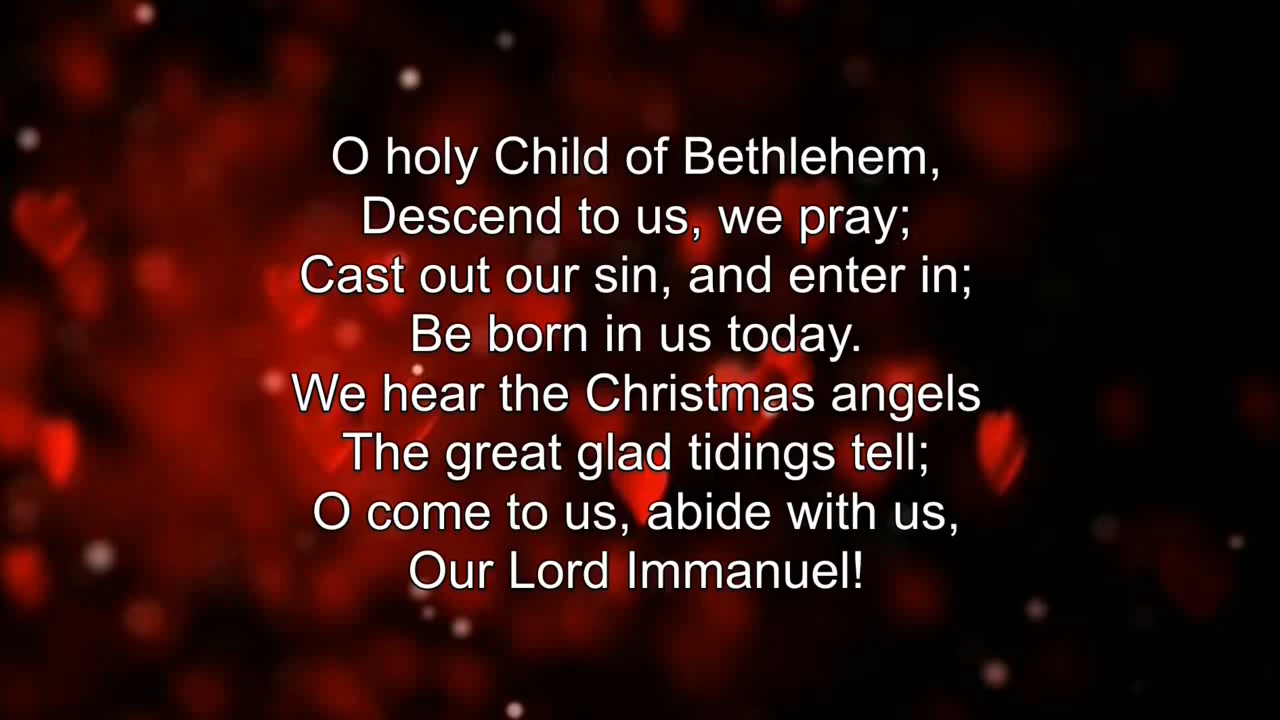 O holy Child of Bethlehem,
Descend to us, we pray;
Cast out our sin, and enter in;
Be born in us today.
We hear the Christmas angels
The great glad tidings tell;
O come to us, abide with us,
Our Lord Immanuel!